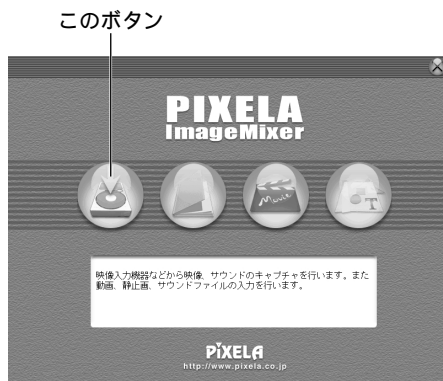 このボタン
PIXELA
ImageMixer
Movie
映像入力機器などから映像、サウンドのキャプチャを行います。また
動画、静止画、サウンドファイルの入力を行います。
PIXELA
http://www.pixela.co.jp